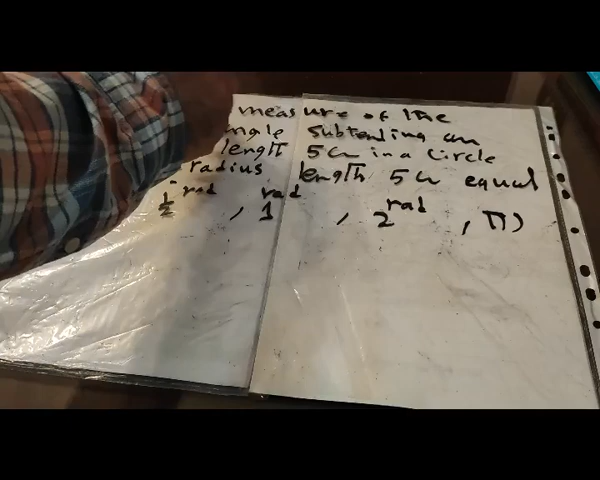 measure of the
ngle subtending an
length 5cm in a Circle
radius length 5cm equal
1/2 rad , 1 rad , 2 rad , π)